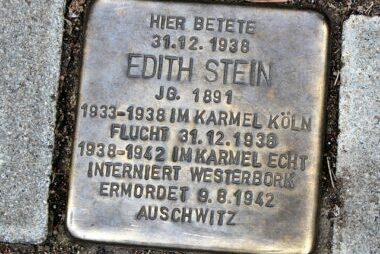 HIER BETETE
31.12.1938
EDITH STEIN
JG. 1891
1933-1938 IM KARMEL KÖLN
FLUCHT 31.12.1938
1938-1942 IM KARMEL ECHT
INTERNIERT WESTERBORK
ERMORDET 9.8.1942
AUSCHWITZ